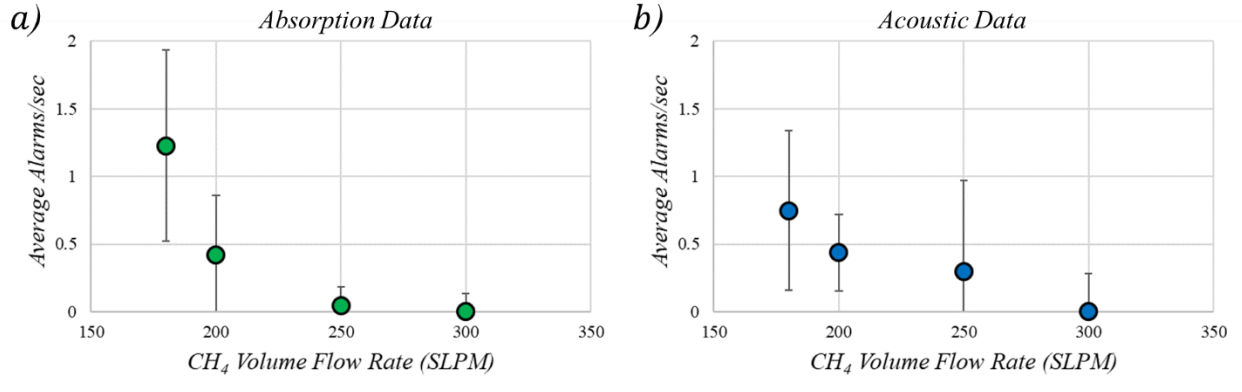 a)
Absorption Data
Average Alarms/sec
2
1.5
1
0.5
0
150 200 250 300 350
CH₄ Volume Flow Rate (SLPM)
b)
Acoustic Data
Average Alarms/sec
2
1.5
1
0.5
0
150 200 250 300 350
CH₄ Volume Flow Rate (SLPM)